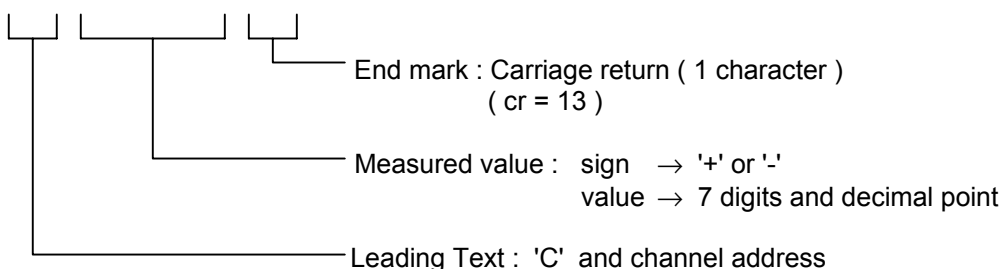 End mark : Carriage return ( 1 character )
( cr = 13 )
Measured value : sign → '+' or '-'
value → 7 digits and decimal point
Leading Text : 'C' and channel address